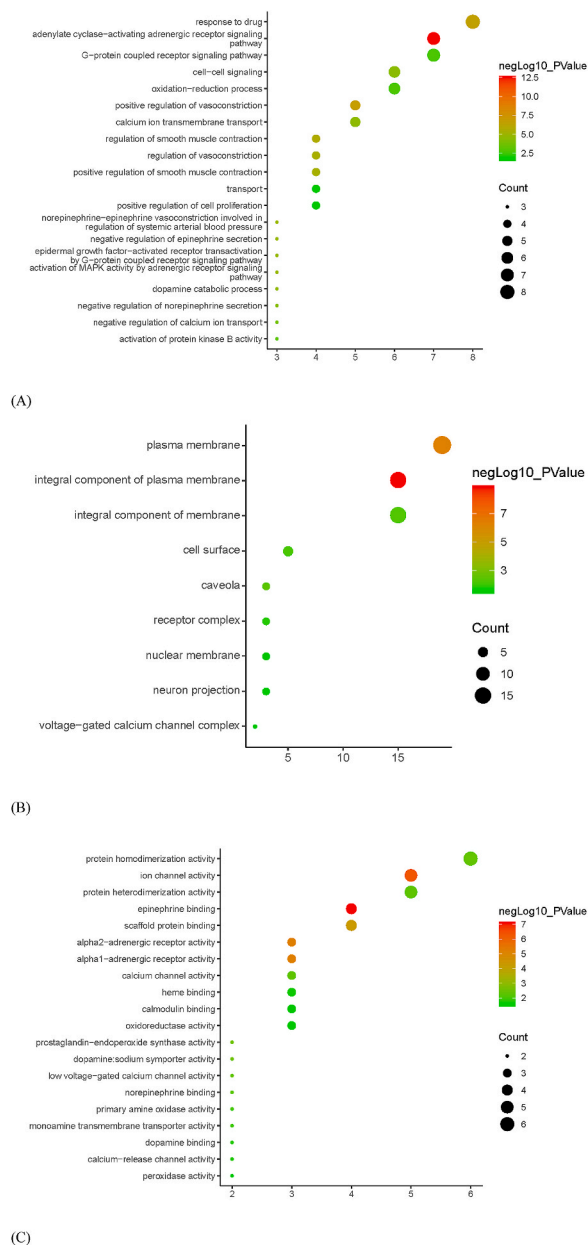 response to drug
adenylate cyclase−activating adrenergic receptor signaling
pathway
G−protein coupled receptor signaling pathway
cell−cell signaling
oxidation−reduction process
positive regulation of vasoconstriction
calcium ion transmembrane transport
regulation of smooth muscle contraction
regulation of vasoconstriction
positive regulation of smooth muscle contraction
transport
positive regulation of cell proliferation
norepinephrine−epinephrine vasoconstriction involved in
regulation of systemic arterial blood pressure
negative regulation of epinephrine secretion
epidermal growth factor−activated receptor transactivation
by G−protein coupled receptor signaling pathway
activation of MAPK activity by adrenergic receptor signaling
pathway
dopamine catabolic process
negative regulation of norepinephrine secretion
negative regulation of calcium ion transport
activation of protein kinase B activity
3 4 5 6 7 8
negLog10_PValue
12.5
10.0
7.5
5.0
2.5
Count
3
4
5
6
7
8
(A)
plasma membrane
integral component of plasma membrane
integral component of membrane
cell surface
caveola
receptor complex
nuclear membrane
neuron projection
voltage−gated calcium channel complex
5 10 15
negLog10_PValue
7
5
3
Count
5
10
15
(B)
protein homodimerization activity
ion channel activity
protein heterodimerization activity
epinephrine binding
scaffold protein binding
alpha2−adrenergic receptor activity
alpha1−adrenergic receptor activity
calcium channel activity
heme binding
calmodulin binding
oxidoreductase activity
prostaglandin−endoperoxide synthase activity
dopamine:sodium symporter activity
low voltage−gated calcium channel activity
norepinephrine binding
primary amine oxidase activity
monoamine transmembrane transporter activity
dopamine binding
calcium−release channel activity
peroxidase activity
2 3 4 5 6
negLog10_PValue
7
6
5
4
3
2
Count
2
3
4
5
6
(C)